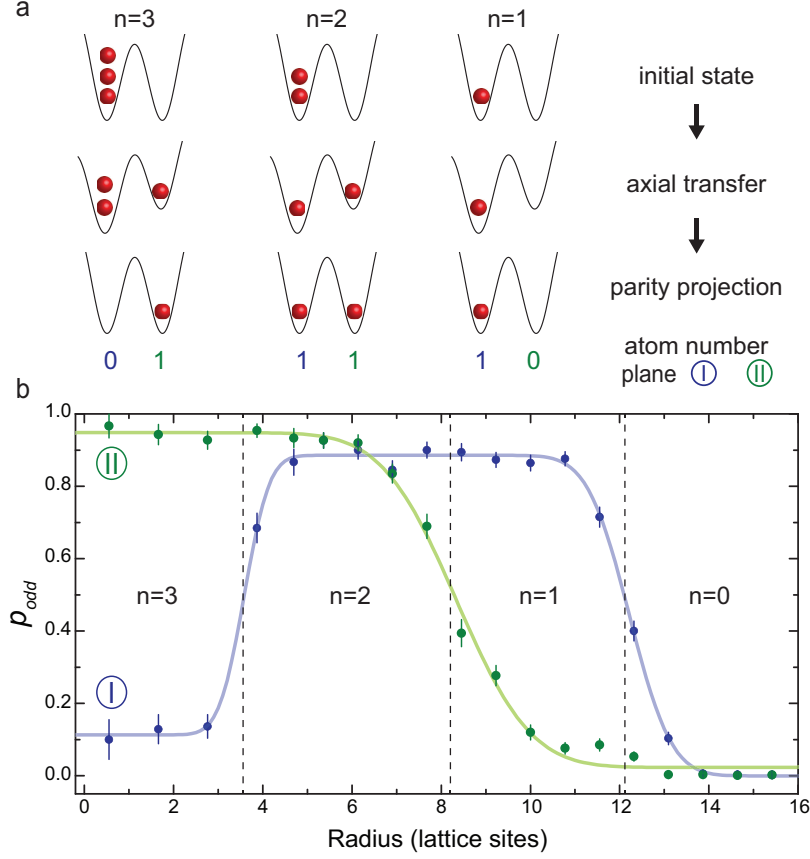 a
n=3 n=2 n=1
initial state
axial transfer
parity projection
0 1 1 1 1 0
atom number
plane I II
b
1.0
0.8
0.6
0.4
0.2
0.0
p_odd
II
n=3 n=2 n=1 n=0
I
0 2 4 6 8 10 12 14 16
Radius (lattice sites)